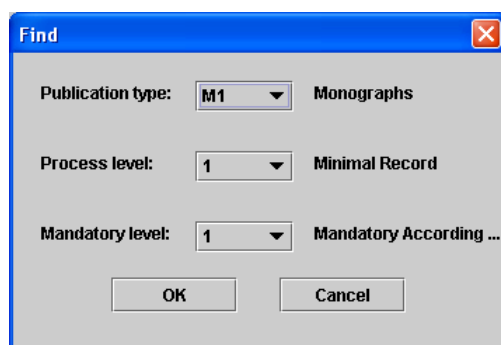 Find
Publication type: M1 Monographs
Process level: 1 Minimal Record
Mandatory level: 1 Mandatory According ...
OK Cancel